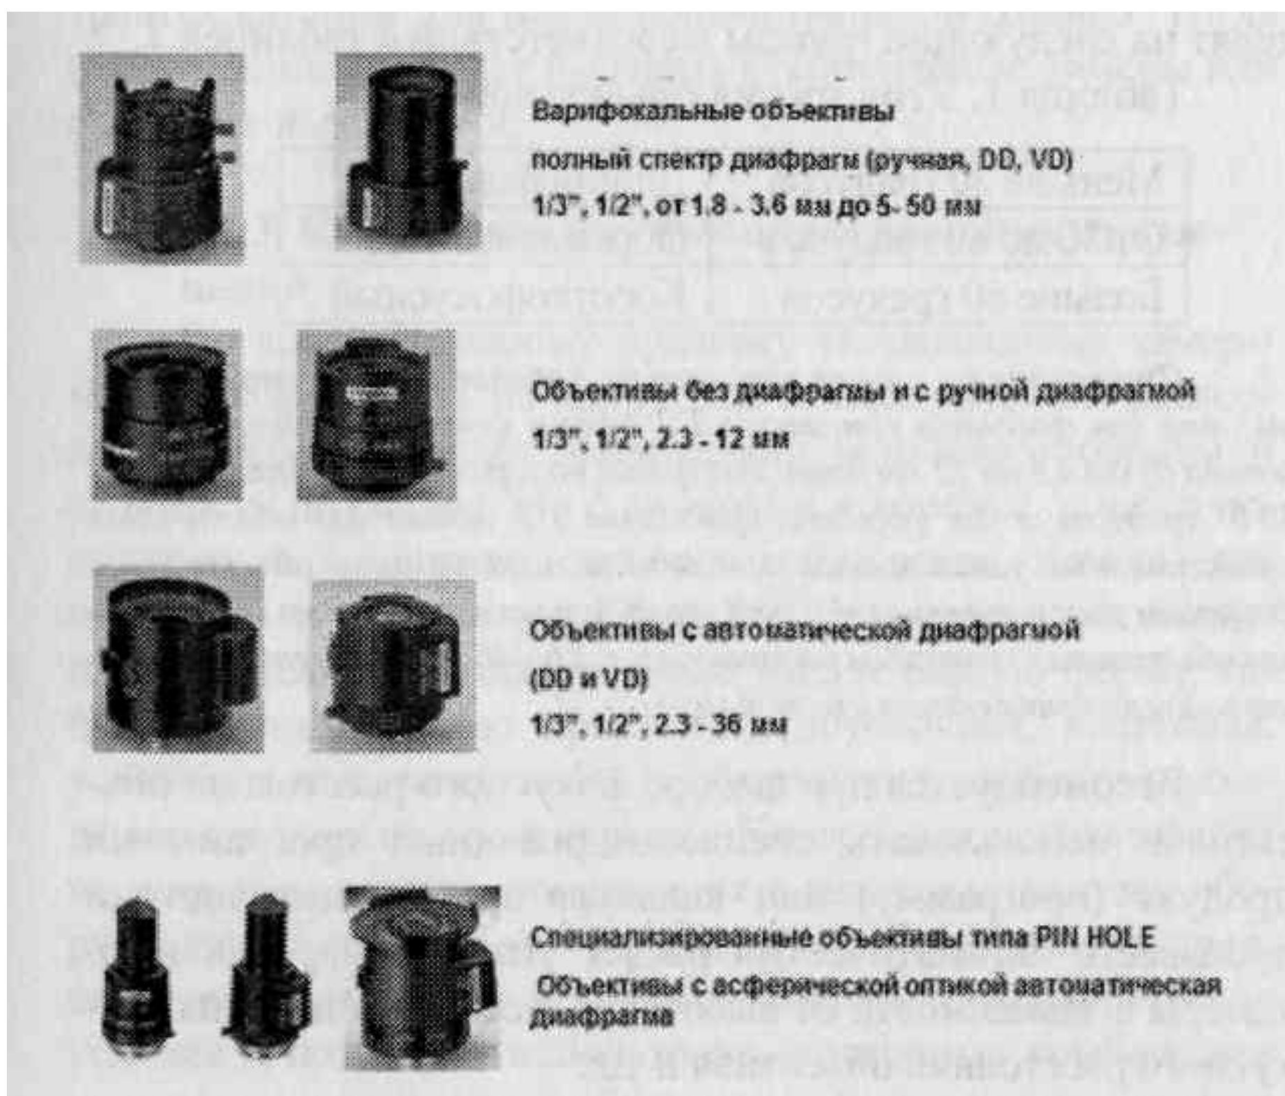 Варифокальные объективы
полный спектр диафрагм (ручная, DD, VD)
1/3", 1/2", от 1.8 - 3.6 мм до 5- 50 мм
Объективы без диафрагмы и с ручной диафрагмой
1/3", 1/2", 2.3 - 12 мм
Объективы с автоматической диафрагмой
(DD и VD)
1/3", 1/2", 2.3 - 36 мм
Специализированные объективы типа PIN HOLE
Объективы с асферической оптикой автоматическая
диафрагма